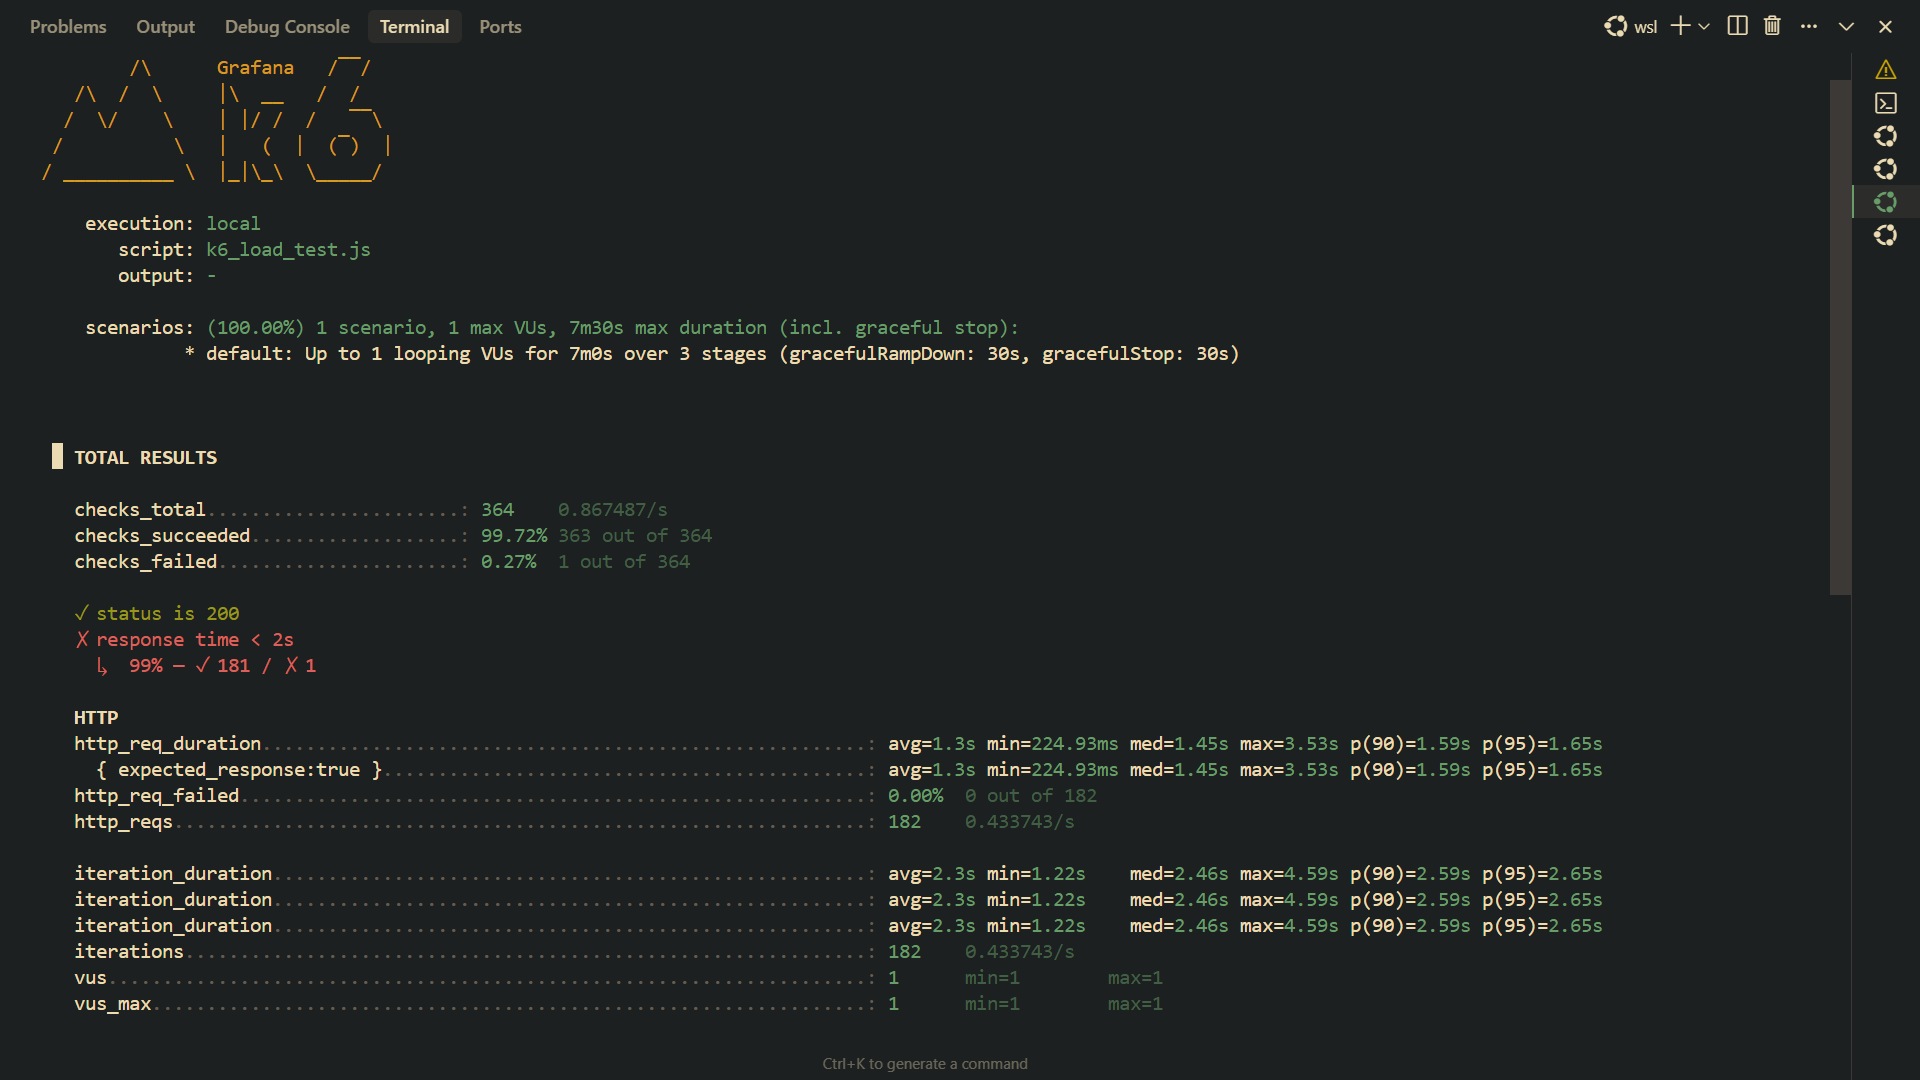 Problems Output Debug Console Terminal Ports wsl
         /\      Grafana   /‾‾/
    /\  /  \     |\  __   /  /
   /  \/    \    | |/ /  /   ‾‾\
  /          \   |   (  |  (‾)  |
 / __________ \  |_|\_\  \_____/
execution: local
script: k6_load_test.js
output: -
scenarios: (100.00%) 1 scenario, 1 max VUs, 7m30s max duration (incl. graceful stop):
* default: Up to 1 looping VUs for 7m0s over 3 stages (gracefulRampDown: 30s, gracefulStop: 30s)
TOTAL RESULTS
checks_total.......................: 364    0.867487/s
checks_succeeded...................: 99.72% 363 out of 364
checks_failed......................: 0.27%  1 out of 364
✓ status is 200
✗ response time < 2s
↳  99% — ✓ 181 / ✗ 1
HTTP
http_req_duration.......................................................: avg=1.3s min=224.93ms med=1.45s max=3.53s p(90)=1.59s p(95)=1.65s
{ expected_response:true }............................................: avg=1.3s min=224.93ms med=1.45s max=3.53s p(90)=1.59s p(95)=1.65s
http_req_failed.........................................................: 0.00%  0 out of 182
http_reqs...............................................................: 182    0.433743/s
iteration_duration......................................................: avg=2.3s min=1.22s    med=2.46s max=4.59s p(90)=2.59s p(95)=2.65s
iteration_duration......................................................: avg=2.3s min=1.22s    med=2.46s max=4.59s p(90)=2.59s p(95)=2.65s
iteration_duration......................................................: avg=2.3s min=1.22s    med=2.46s max=4.59s p(90)=2.59s p(95)=2.65s
iterations..............................................................: 182    0.433743/s
vus.....................................................................: 1      min=1        max=1
vus_max.................................................................: 1      min=1        max=1
Ctrl+K to generate a command